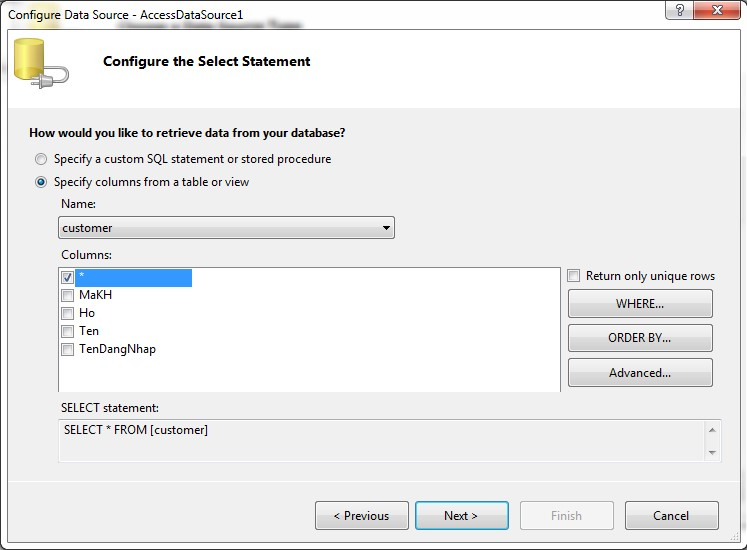 Configure Data Source - AccessDataSource1
Configure the Select Statement
How would you like to retrieve data from your database?
Specify a custom SQL statement or stored procedure
Specify columns from a table or view
Name:
customer
Columns:
*
Return only unique rows
MaKH
WHERE...
Ho
Ten
ORDER BY...
TenDangNhap
Advanced...
SELECT statement:
SELECT * FROM [customer]
< Previous
Next >
Finish
Cancel